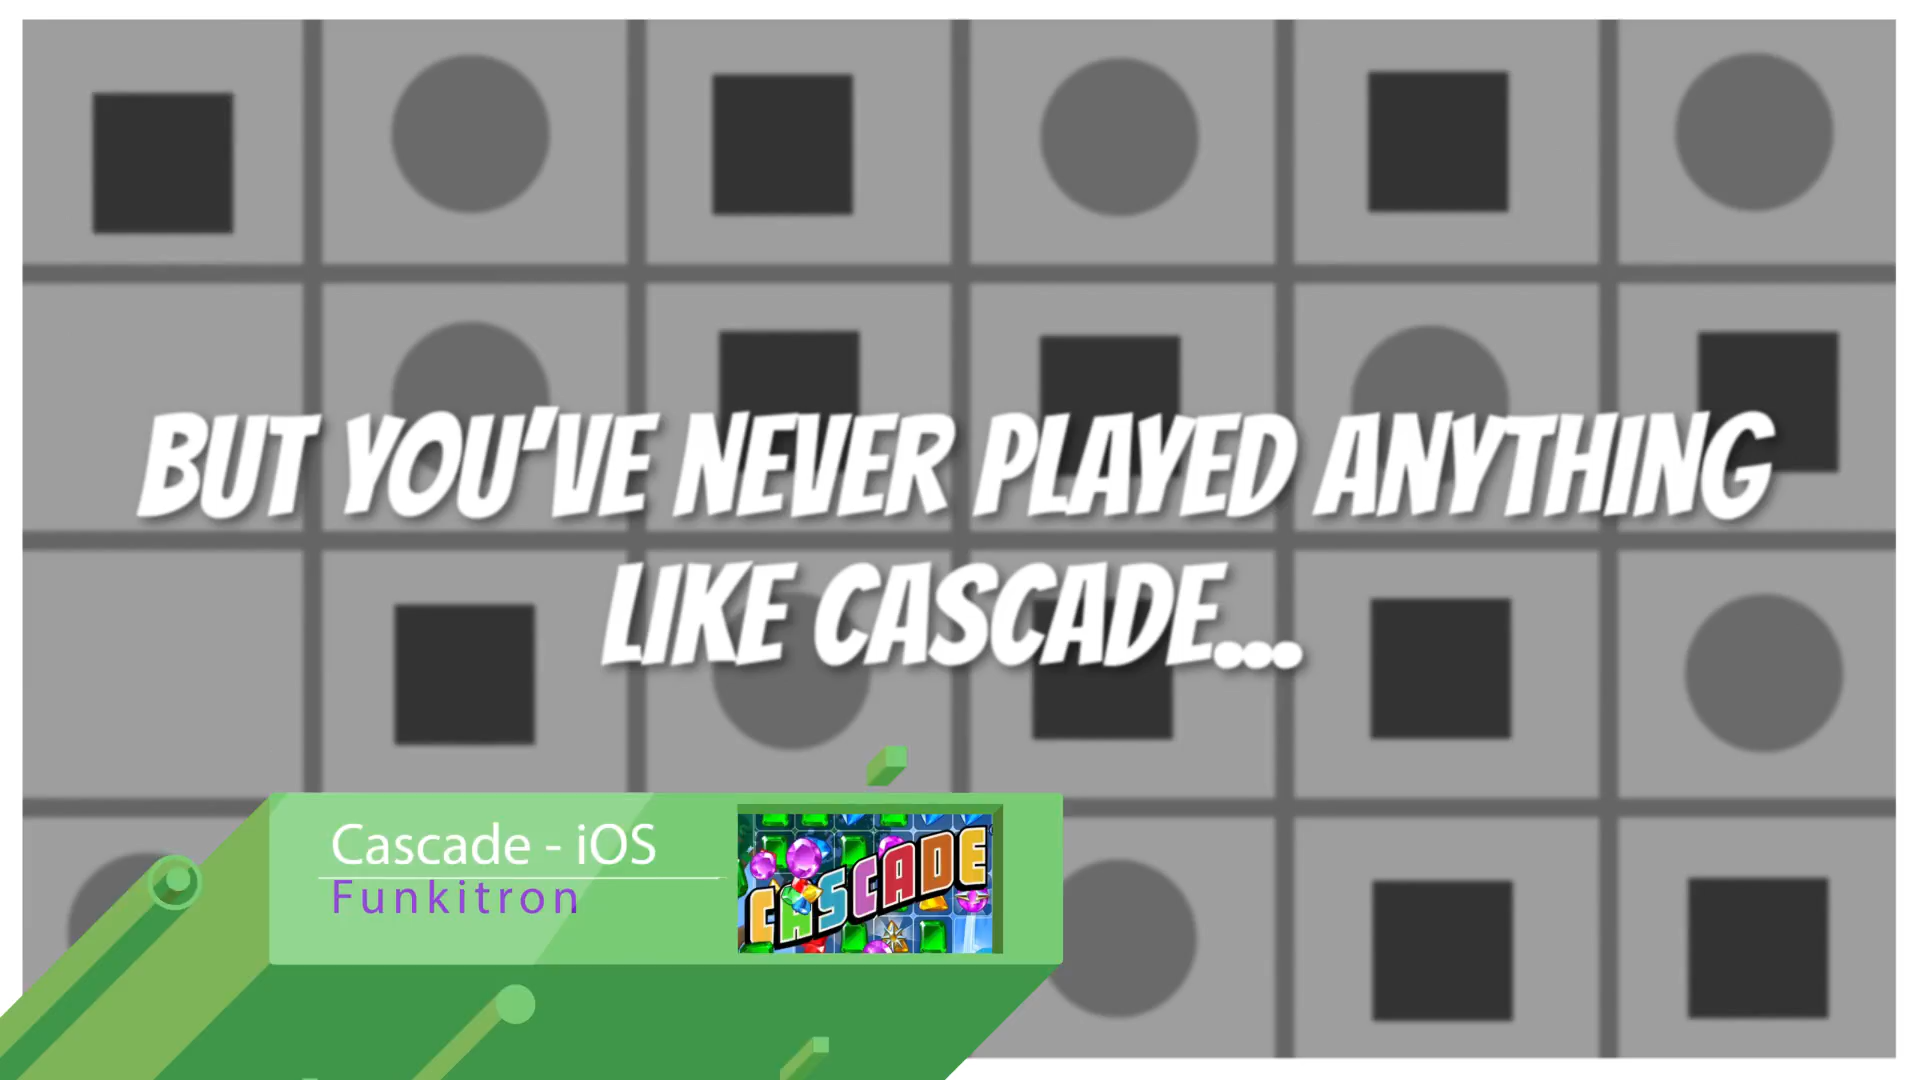 BUT YOU'VE NEVER PLAYED ANYTHING
LIKE CASCADE...
Cascade - iOS
Funkitron
CASCADE